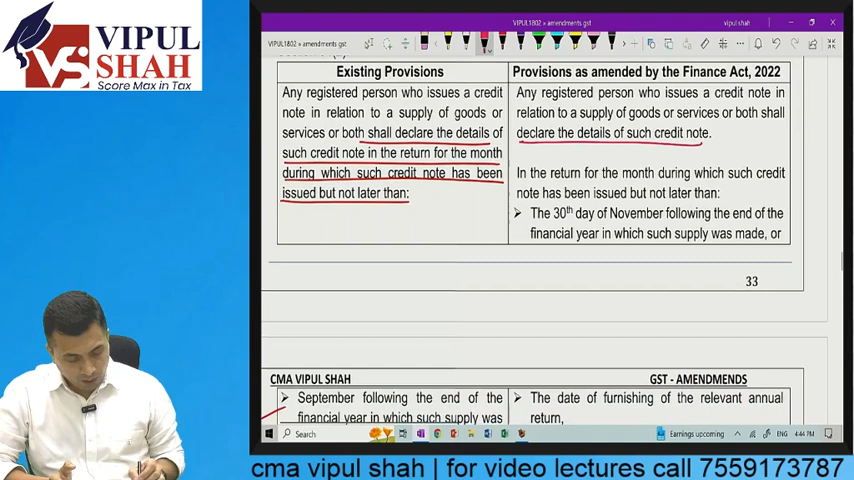 VIPUL
SHAH
Score Max in Tax
VS
VIPUL1802 » amendments gst
vipul shah
VIPUL1802 » amendments gst
Existing Provisions
Any registered person who issues a credit
note in relation to a supply of goods or
services or both shall declare the details of
such credit note in the return for the month
during which such credit note has been
issued but not later than:
Provisions as amended by the Finance Act, 2022
Any registered person who issues a credit note in
relation to a supply of goods or services or both shall
declare the details of such credit note.
In the return for the month during which such credit
note has been issued but not later than:
➢ The 30th day of November following the end of the
financial year in which such supply was made, or
33
CMA VIPUL SHAH
GST - AMENDMENTS
➢ September following the end of the
financial year in which such supply was
➢ The date of furnishing of the relevant annual
return,
Search
Earnings upcoming
ENG
4:44 PM
cma vipul shah | for video lectures call 7559173787